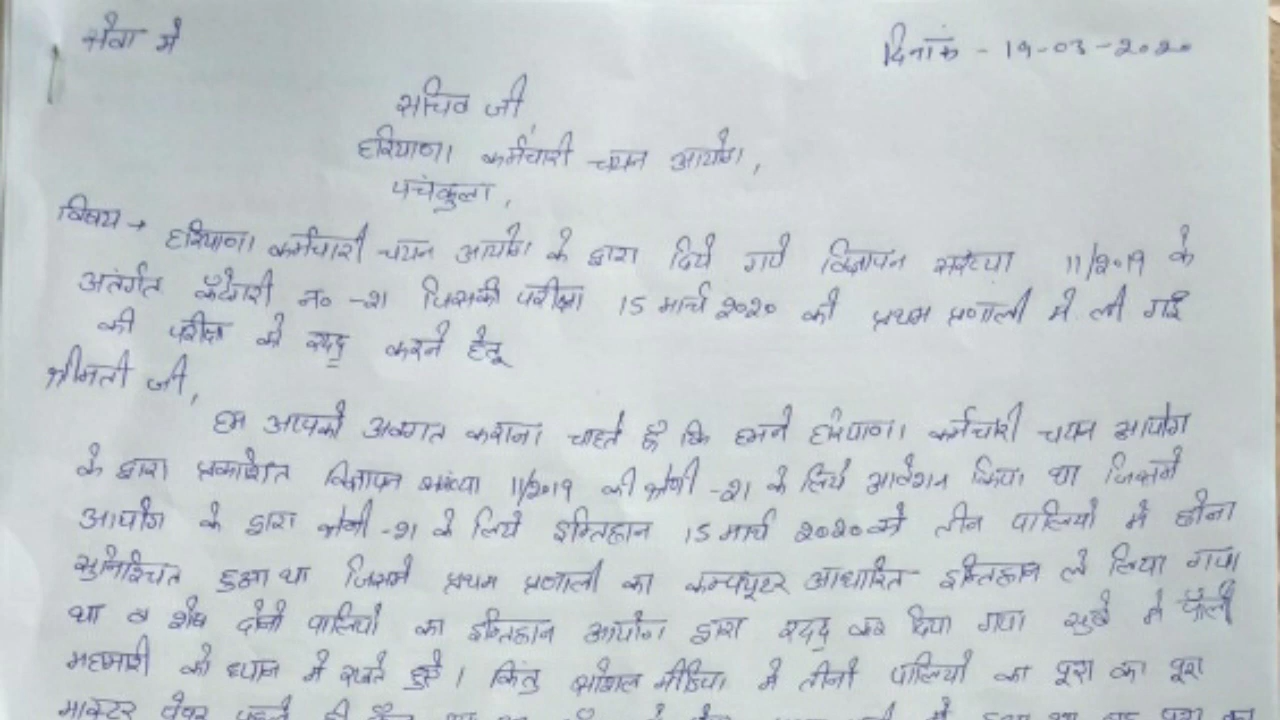 सेवा में
दिनांक - 19-03-2020
सचिव जी,
हरियाणा कर्मचारी चयन आयोग,
पंचकुला,
विषय → हरियाणा कर्मचारी चयन आयोग के द्वारा दिये गये विज्ञापन संख्या 11/2019 के
अंतर्गत कैटेगरी न० -21 जिसकी परीक्षा 15 मार्च 2020 को प्रथम प्रणाली में ली गई
की परीक्षा को रद्द करने हेतू
श्रीमती जी,
हम आपको अवगत कराना चाहते है कि हमने हरियाणा कर्मचारी चयन आयोग
के द्वारा प्रकाशित विज्ञापन संख्या 11/2019 की श्रेणी -21 के लिये आवेदन किया था जिसमें
आयोग के द्वारा श्रेणी -21 के लिये इम्तिहान 15 मार्च 2020 को तीन पालियो में होना
सुनिश्चित हुआ था जिसमे प्रथम प्रणाली का कम्प्यूटर आधारित इम्तिहान ले लिया गया
था व शेष दोनो पालियो का इम्तिहान आयोग द्वारा रदद् कर दिया गया सुबे में फैली
महामारी को ध्यान में रखते हुऐ । किंतु सोशल मीडिया में तीनो पालियो का पूरा का पूरा